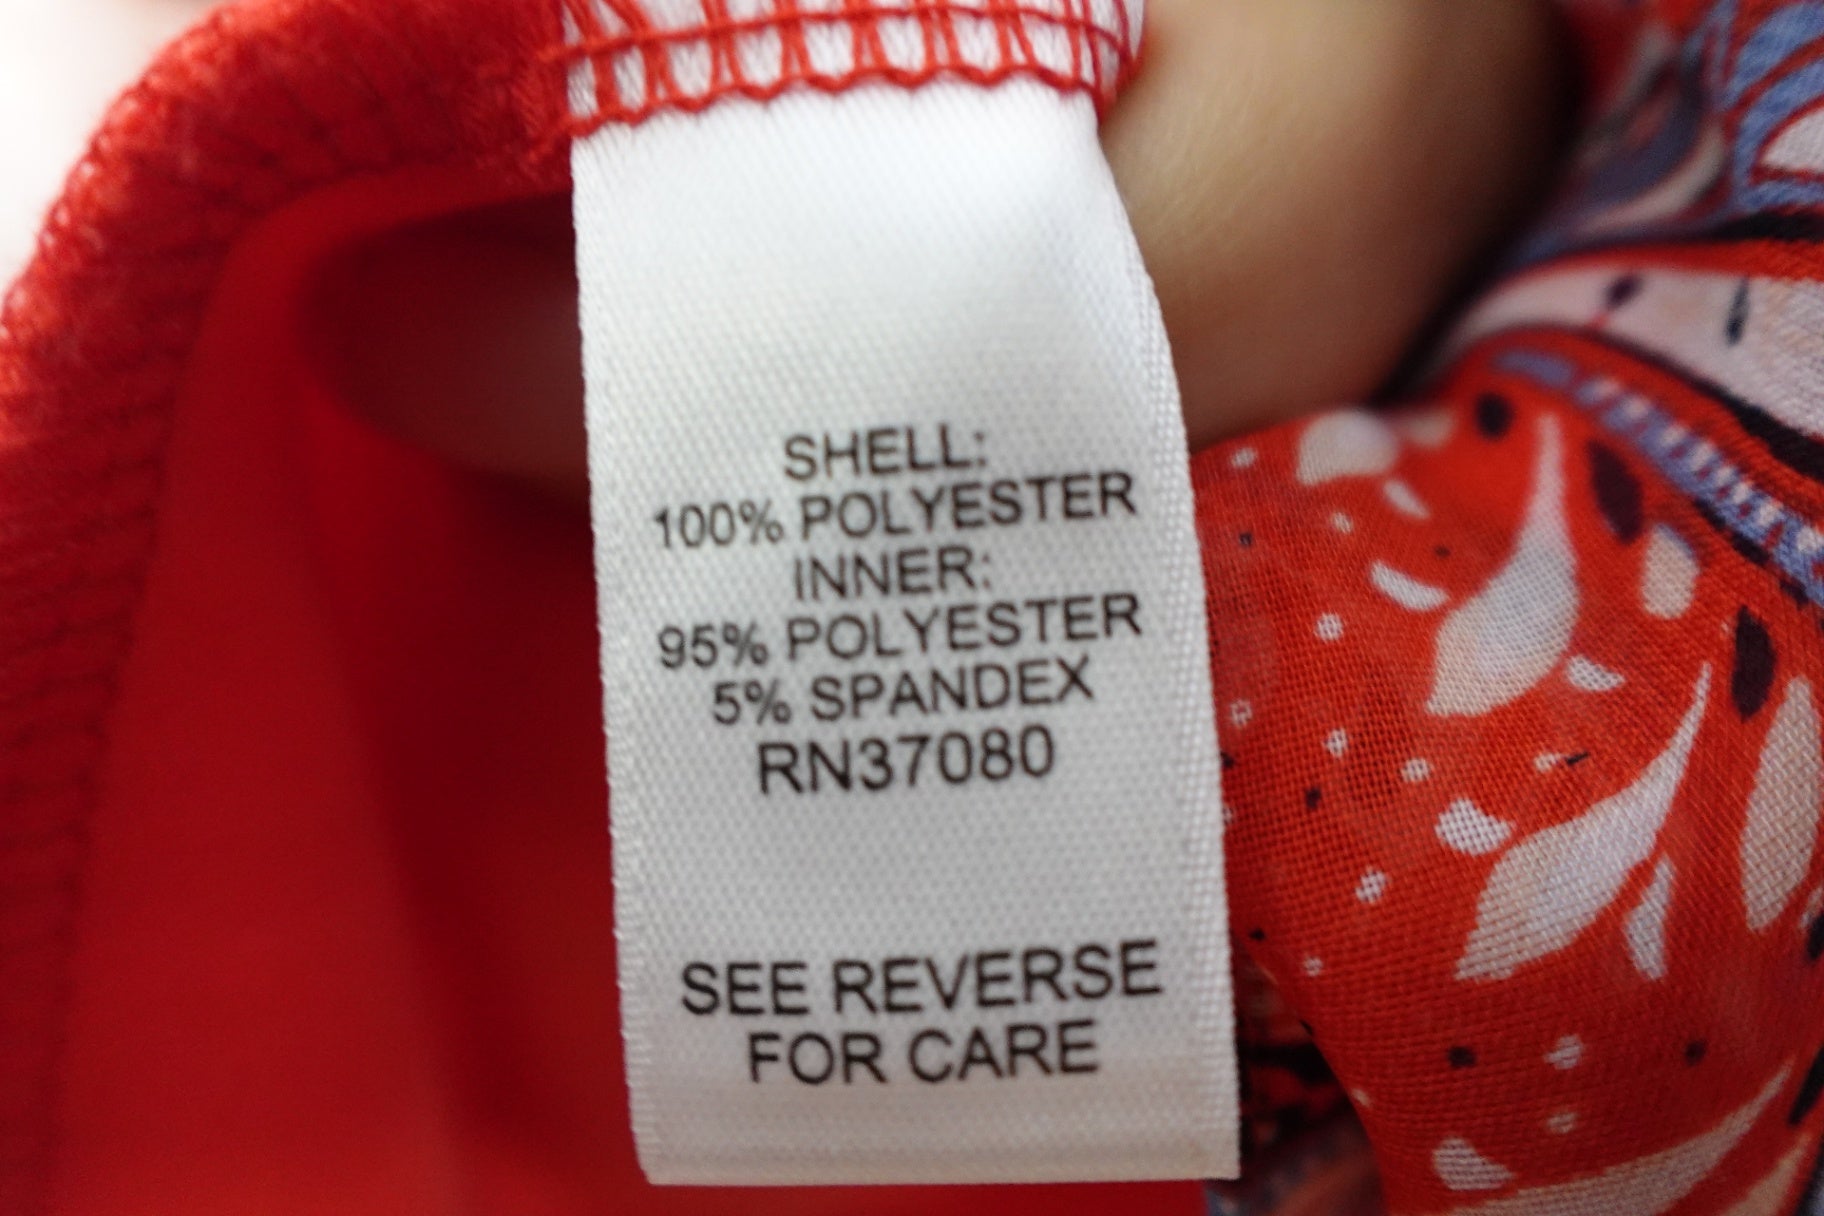 SHELL:
100% POLYESTER
INNER:
95% POLYESTER
5% SPANDEX
RN37080
SEE REVERSE
FOR CARE